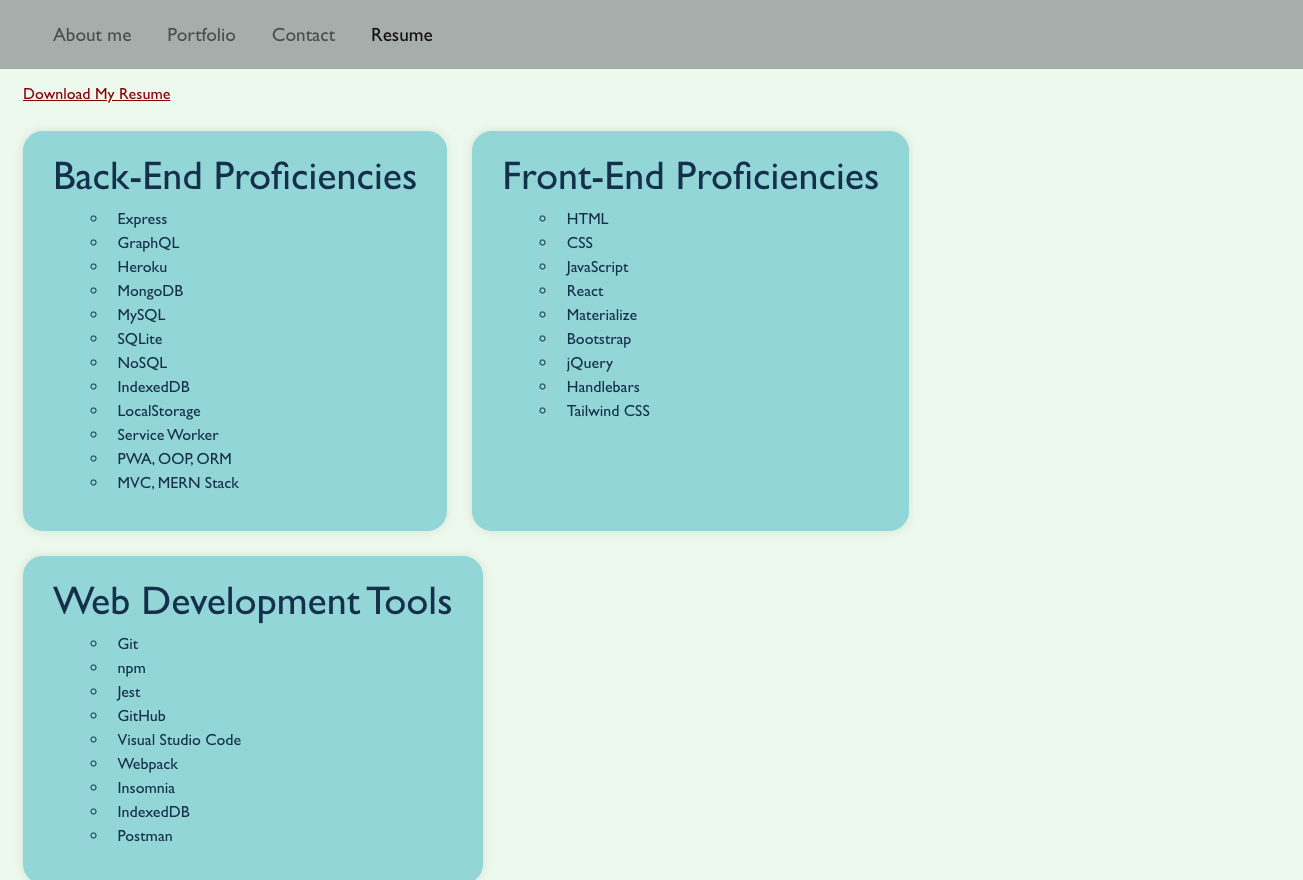 About me Portfolio Contact Resume
Download My Resume
Back-End Proficiencies
Express
GraphQL
Heroku
MongoDB
MySQL
SQLite
NoSQL
IndexedDB
LocalStorage
Service Worker
PWA, OOP, ORM
MVC, MERN Stack
Front-End Proficiencies
HTML
CSS
JavaScript
React
Materialize
Bootstrap
jQuery
Handlebars
Tailwind CSS
Web Development Tools
Git
npm
Jest
GitHub
Visual Studio Code
Webpack
Insomnia
IndexedDB
Postman